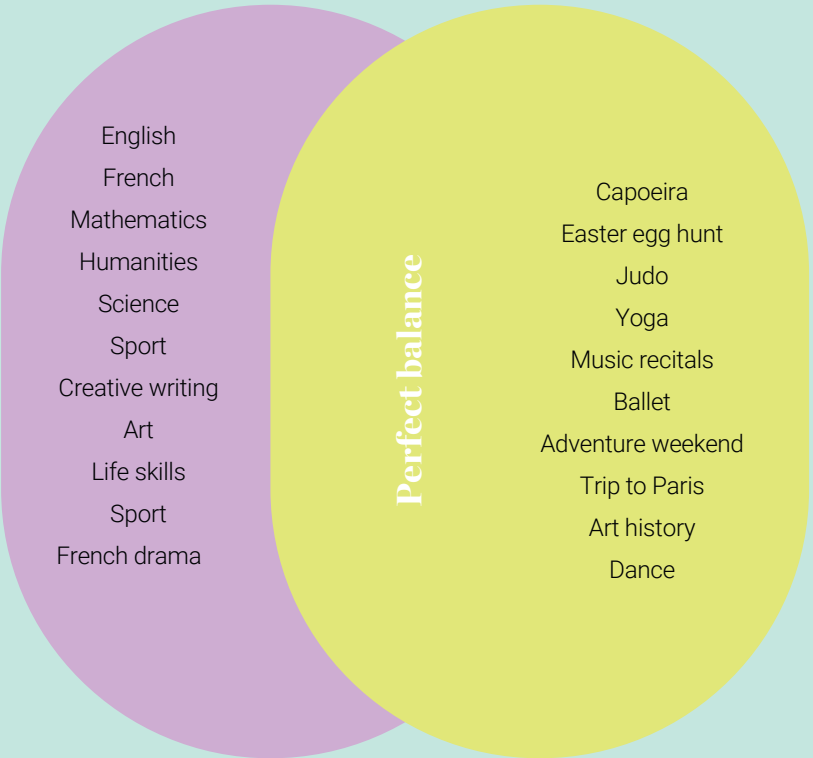 English
French
Mathematics
Humanities
Science
Sport
Creative writing
Art
Life skills
Sport
French drama
Perfect balance
Capoeira
Easter egg hunt
Judo
Yoga
Music recitals
Ballet
Adventure weekend
Trip to Paris
Art history
Dance